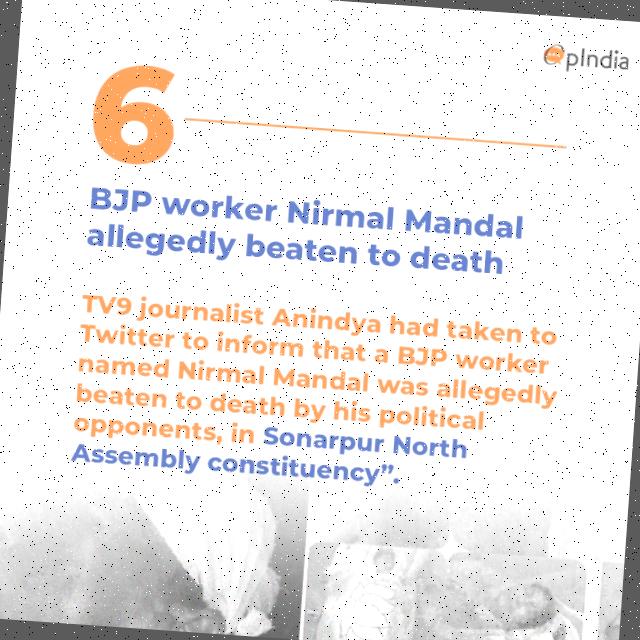 OpIndia
6
BJP worker Nirmal Mandal
allegedly beaten to death
TV9 journalist Anindya had taken to
Twitter to inform that a BJP worker
named Nirmal Mandal was allegedly
beaten to death by his political
opponents, in Sonarpur North
Assembly constituency”.